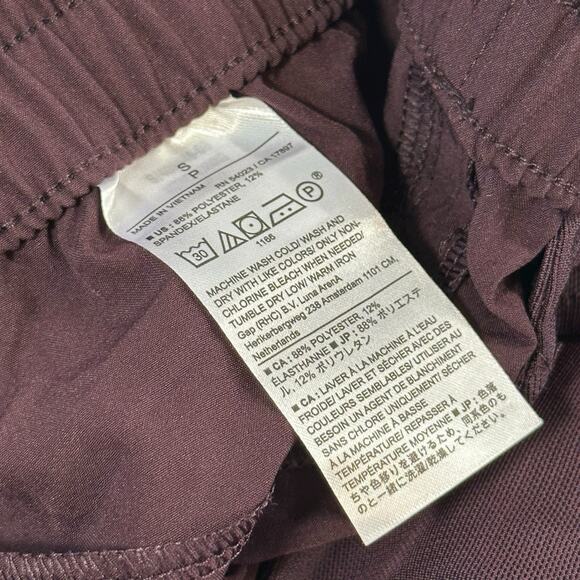 S
P
MADE IN VIETNAM RN 54023 / CA 17897
■ US: 88% POLYESTER, 12%
SPANDEX/ELASTANE
30 P
1166
MACHINE WASH COLD/ WASH AND
DRY WITH LIKE COLORS/ ONLY NON-
CHLORINE BLEACH WHEN NEEDED/
TUMBLE DRY LOW/ WARM IRON
Gap (RHC) B.V. Luna ArenA
Herikerbergweg 238 Amsterdam 1101 CM,
Netherlands
■ CA: 88% POLYESTER, 12%
ÉLASTHANNE ■ JP: 88% ポリエステ
ル, 12% ポリウレタン
■ CA: LAVER À LA MACHINE À L'EAU
FROIDE/ LAVER ET SÉCHER AVEC DES
COULEURS SEMBLABLES/ UTILISER AU
BESOIN UN AGENT DE BLANCHIMENT
SANS CHLORE UNIQUEMENT/ SÉCHER
À LA MACHINE À BASSE
TEMPÉRATURE/ REPASSER À
TEMPÉRATURE MOYENNE ■ JP: 色落
ちや色移りを避けるため、同系色のも
のと一緒に洗濯/乾燥してください/